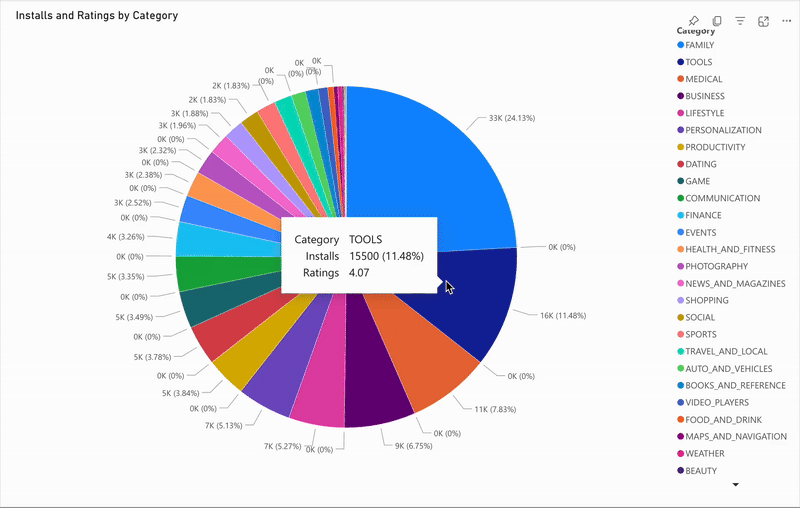 Installs and Ratings by Category
Category
FAMILY
TOOLS
MEDICAL
BUSINESS
LIFESTYLE
PERSONALIZATION
PRODUCTIVITY
DATING
GAME
COMMUNICATION
FINANCE
EVENTS
HEALTH_AND_FITNESS
PHOTOGRAPHY
NEWS_AND_MAGAZINES
SHOPPING
SOCIAL
SPORTS
TRAVEL_AND_LOCAL
AUTO_AND_VEHICLES
BOOKS_AND_REFERENCE
VIDEO_PLAYERS
FOOD_AND_DRINK
MAPS_AND_NAVIGATION
WEATHER
BEAUTY
33K (24.13%)
0K (0%)
16K (11.48%)
0K (0%)
11K (7.83%)
0K (0%)
9K (6.75%)
0K (0%)
7K (5.27%)
7K (5.13%)
0K (0%)
5K (3.84%)
0K (0%)
5K (3.78%)
0K (0%)
5K (3.49%)
0K (0%)
5K (3.35%)
0K (0%)
4K (3.26%)
0K (0%)
3K (2.52%)
0K (0%)
3K (2.38%)
0K (0%)
3K (2.32%)
0K (0%)
3K (1.96%)
3K (1.88%)
2K (1.83%)
2K (1.83%)
0K
(0%)
0K
(0%)
0K
(0%)
Category TOOLS
Installs 15500 (11.48%)
Ratings 4.07